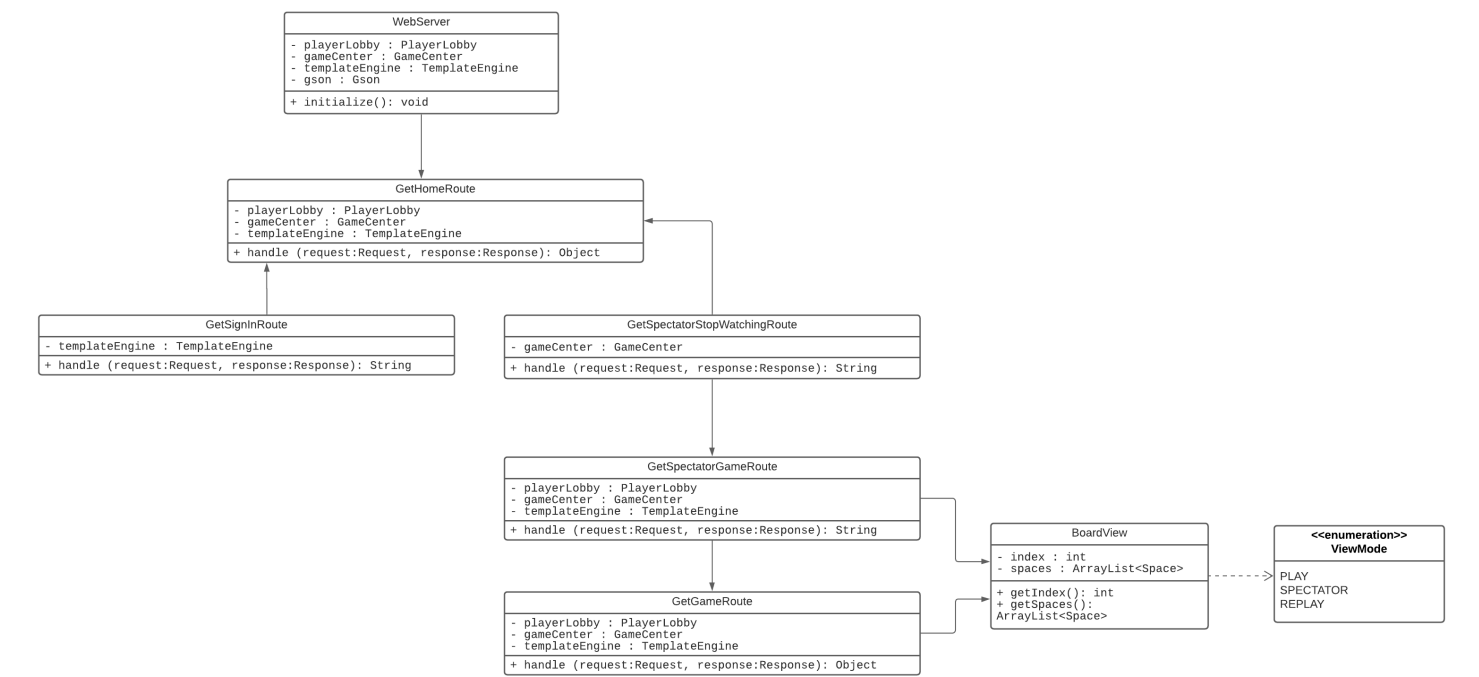 WebServer
- playerLobby : PlayerLobby
- gameCenter : GameCenter
- templateEngine : TemplateEngine
- gson : Gson
+ initialize(): void
GetHomeRoute
- playerLobby : PlayerLobby
- gameCenter : GameCenter
- templateEngine : TemplateEngine
+ handle (request:Request, response:Response): Object
GetSignInRoute
- templateEngine : TemplateEngine
+ handle (request:Request, response:Response): String
GetSpectatorStopWatchingRoute
- gameCenter : GameCenter
+ handle (request:Request, response:Response): String
GetSpectatorGameRoute
- playerLobby : PlayerLobby
- gameCenter : GameCenter
- templateEngine : TemplateEngine
+ handle (request:Request, response:Response): String
GetGameRoute
- playerLobby : PlayerLobby
- gameCenter : GameCenter
- templateEngine : TemplateEngine
+ handle (request:Request, response:Response): Object
BoardView
- index : int
- spaces : ArrayList<Space>
+ getIndex(): int
+ getSpaces():
ArrayList<Space>
<<enumeration>>
ViewMode
PLAY
SPECTATOR
REPLAY